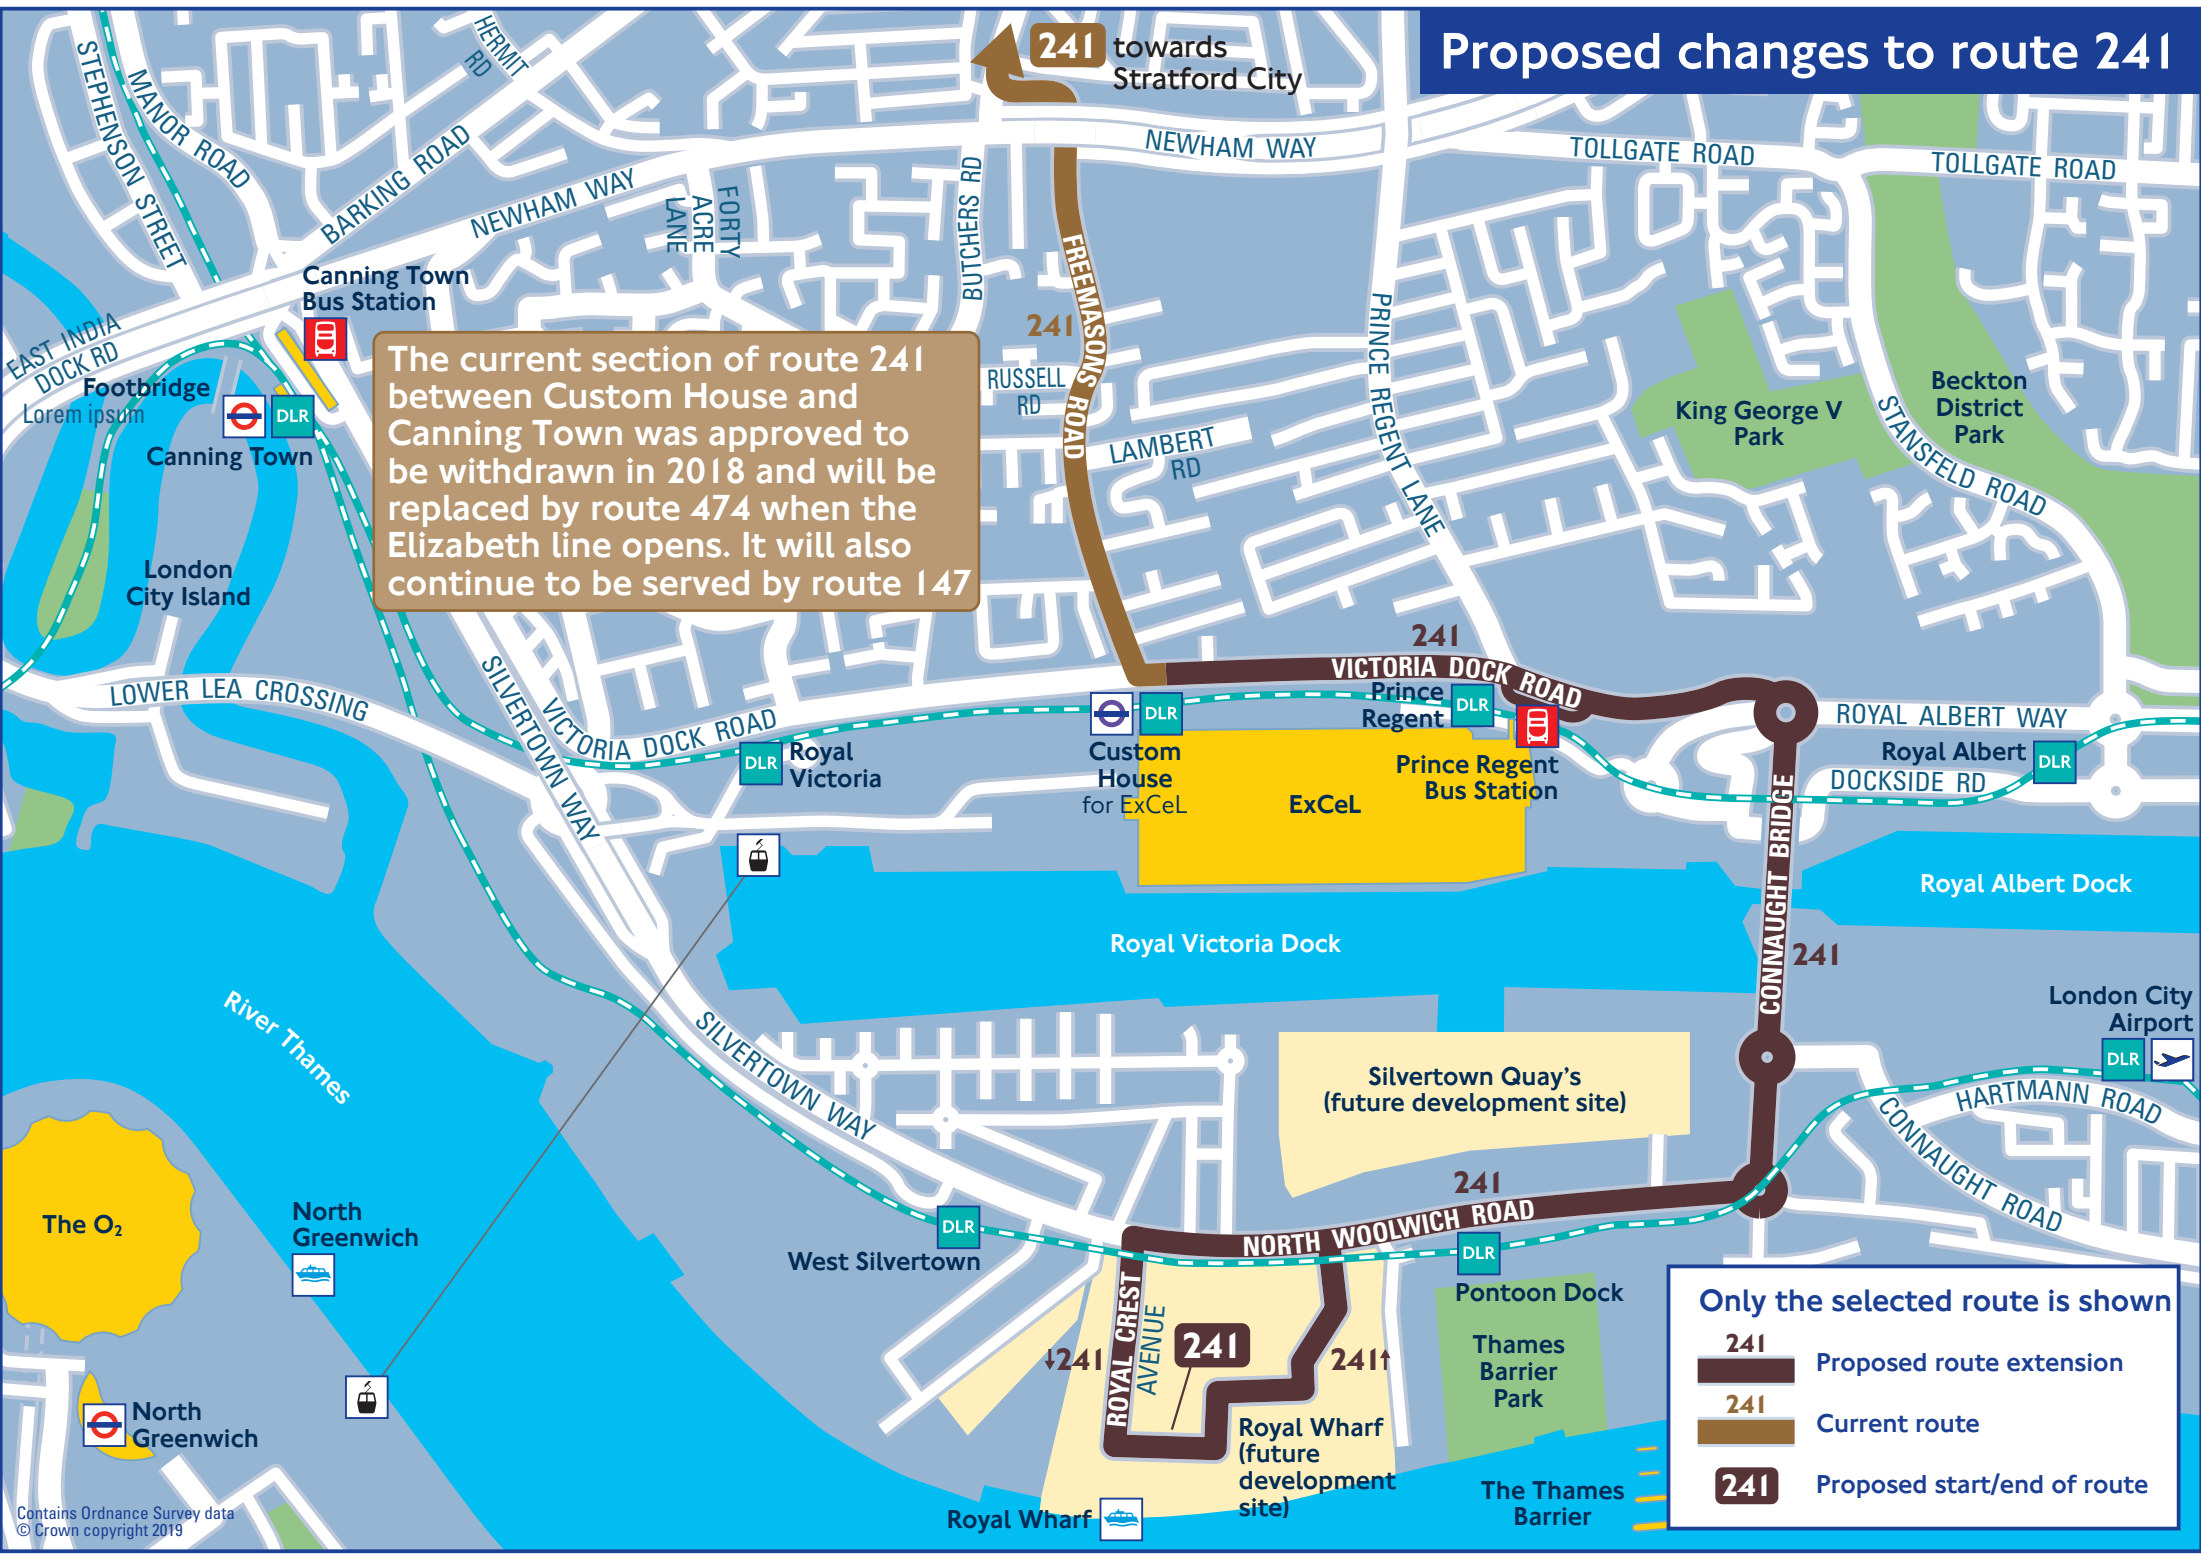 Proposed changes to route 241
241 towards
Stratford City
HERMIT
RD
STEPHENSON STREET
MANOR ROAD
BARKING ROAD
NEWHAM WAY
NEWHAM WAY
FORTY
ACRE
LANE
BUTCHERS RD
TOLLGATE ROAD
TOLLGATE ROAD
Canning Town
Bus Station
EAST INDIA
DOCK RD
Footbridge
Lorem ipsum
DLR
Canning Town
The current section of route 241
between Custom House and
Canning Town was approved to
be withdrawn in 2018 and will be
replaced by route 474 when the
Elizabeth line opens. It will also
continue to be served by route 147
241
FREEMASONS ROAD
RUSSELL
RD
LAMBERT
RD
PRINCE REGENT LANE
King George V
Park
Beckton
District
Park
STANSFELD ROAD
London
City Island
LOWER LEA CROSSING
SILVERTOWN WAY
VICTORIA DOCK ROAD
241
VICTORIA DOCK ROAD
DLR
Royal
Victoria
DLR
Custom
House
for ExCeL
Prince
Regent
DLR
Prince Regent
Bus Station
ExCeL
ROYAL ALBERT WAY
Royal Albert
DLR
DOCKSIDE RD
CONNAUGHT BRIDGE
241
Royal Albert Dock
Royal Victoria Dock
River Thames
London City
Airport
DLR
SILVERTOWN WAY
Silvertown Quay's
(future development site)
HARTMANN ROAD
CONNAUGHT ROAD
The O2
North
Greenwich
DLR
West Silvertown
241
NORTH WOOLWICH ROAD
DLR
Pontoon Dock
ROYAL CREST
AVENUE
↓241
241
241↑
Thames
Barrier
Park
Royal Wharf
(future
development
site)
North
Greenwich
Royal Wharf
The Thames
Barrier
Only the selected route is shown
241
Proposed route extension
241
Current route
241
Proposed start/end of route
Contains Ordnance Survey data
© Crown copyright 2019